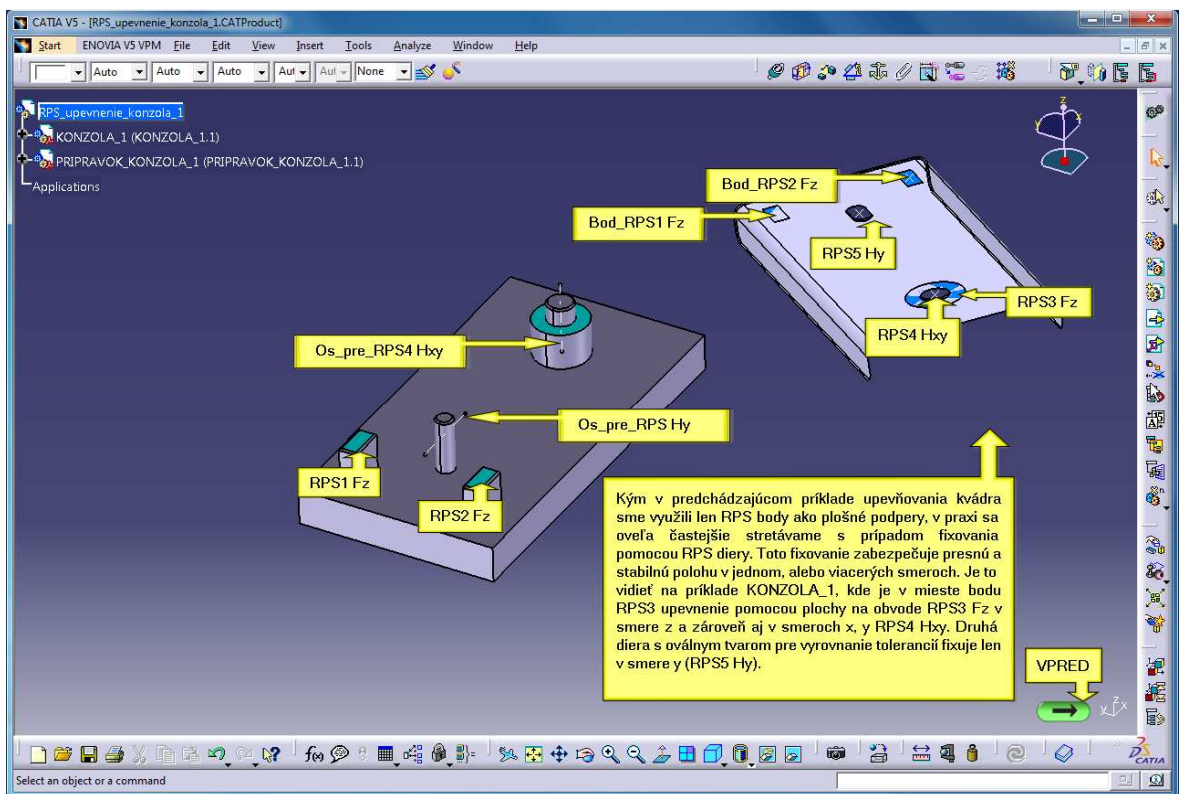 CATIA V5 - [RPS_upevnenie_konzola_1.CATProduct]
Start ENOVIA V5 VPM File Edit View Insert Tools Analyze Window Help
Auto Auto Auto Aut Aut None
RPS_upevnenie_konzola_1
KONZOLA_1 (KONZOLA_1.1)
PRIPRAVOK_KONZOLA_1 (PRIPRAVOK_KONZOLA_1.1)
Applications
z
Bod_RPS2 Fz
Bod_RPS1 Fz
RPS5 Hy
RPS3 Fz
RPS4 Hxy
Os_pre_RPS4 Hxy
Os_pre_RPS Hy
RPS1 Fz
RPS2 Fz
Kým v predchádzajúcom príklade upevňovania kvádra
sme využili len RPS body ako plošné podpery, v praxi sa
oveľa častejšie stretávame s prípadom fixovania
pomocou RPS diery. Toto fixovanie zabezpečuje presnú a
stabilnú polohu v jednom, alebo viacerých smeroch. Je to
vidieť na príklade KONZOLA_1, kde je v mieste bodu
RPS3 upevnenie pomocou plochy na obvode RPS3 Fz v
smere z a zároveň aj v smeroch x, y RPS4 Hxy. Druhá
diera s oválnym tvarom pre vyrovnanie tolerancií fixuje len
v smere y (RPS5 Hy).
VPRED
CATIA
Select an object or a command